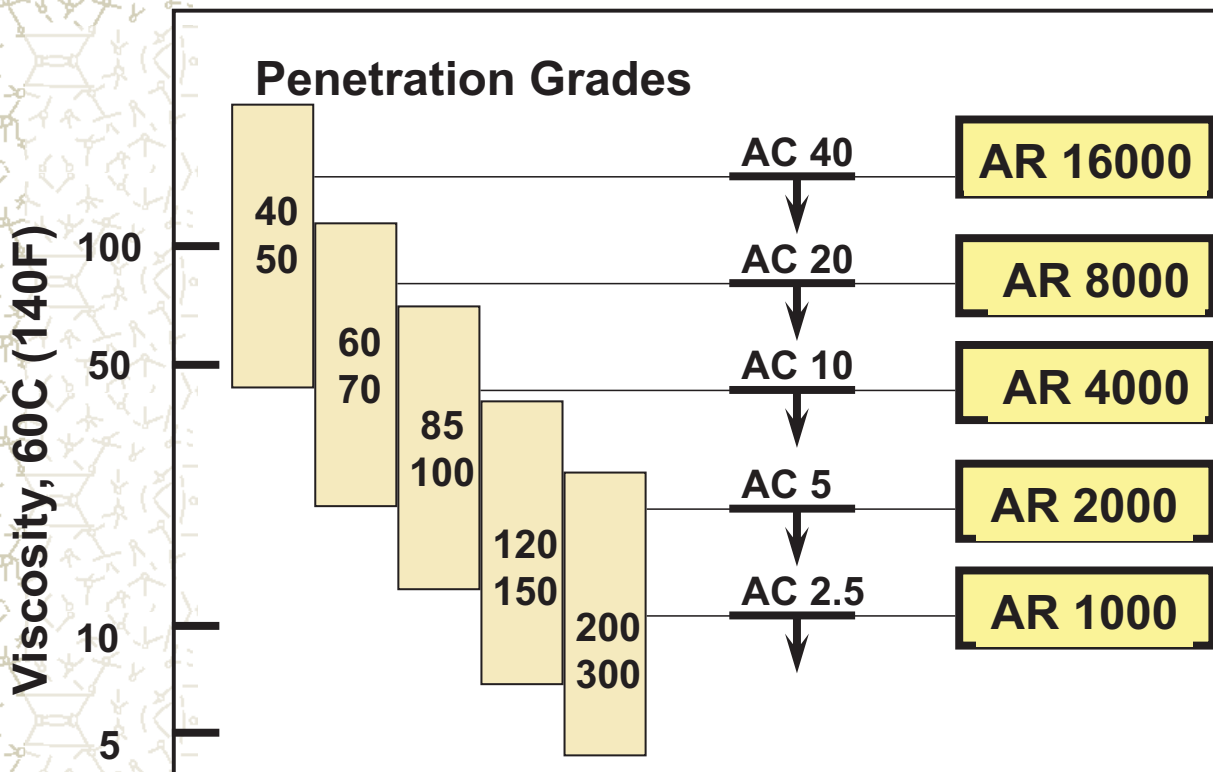 Penetration Grades
Viscosity, 60C (140F)
100
50
10
5
40
50
60
70
85
100
120
150
200
300
AC 40
AC 20
AC 10
AC 5
AC 2.5
AR 16000
AR 8000
AR 4000
AR 2000
AR 1000